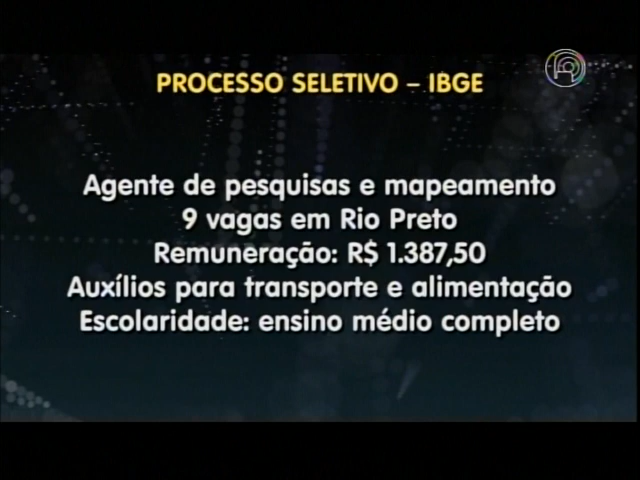 PROCESSO SELETIVO – IBGE
Agente de pesquisas e mapeamento
9 vagas em Rio Preto
Remuneração: R$ 1.387,50
Auxílios para transporte e alimentação
Escolaridade: ensino médio completo